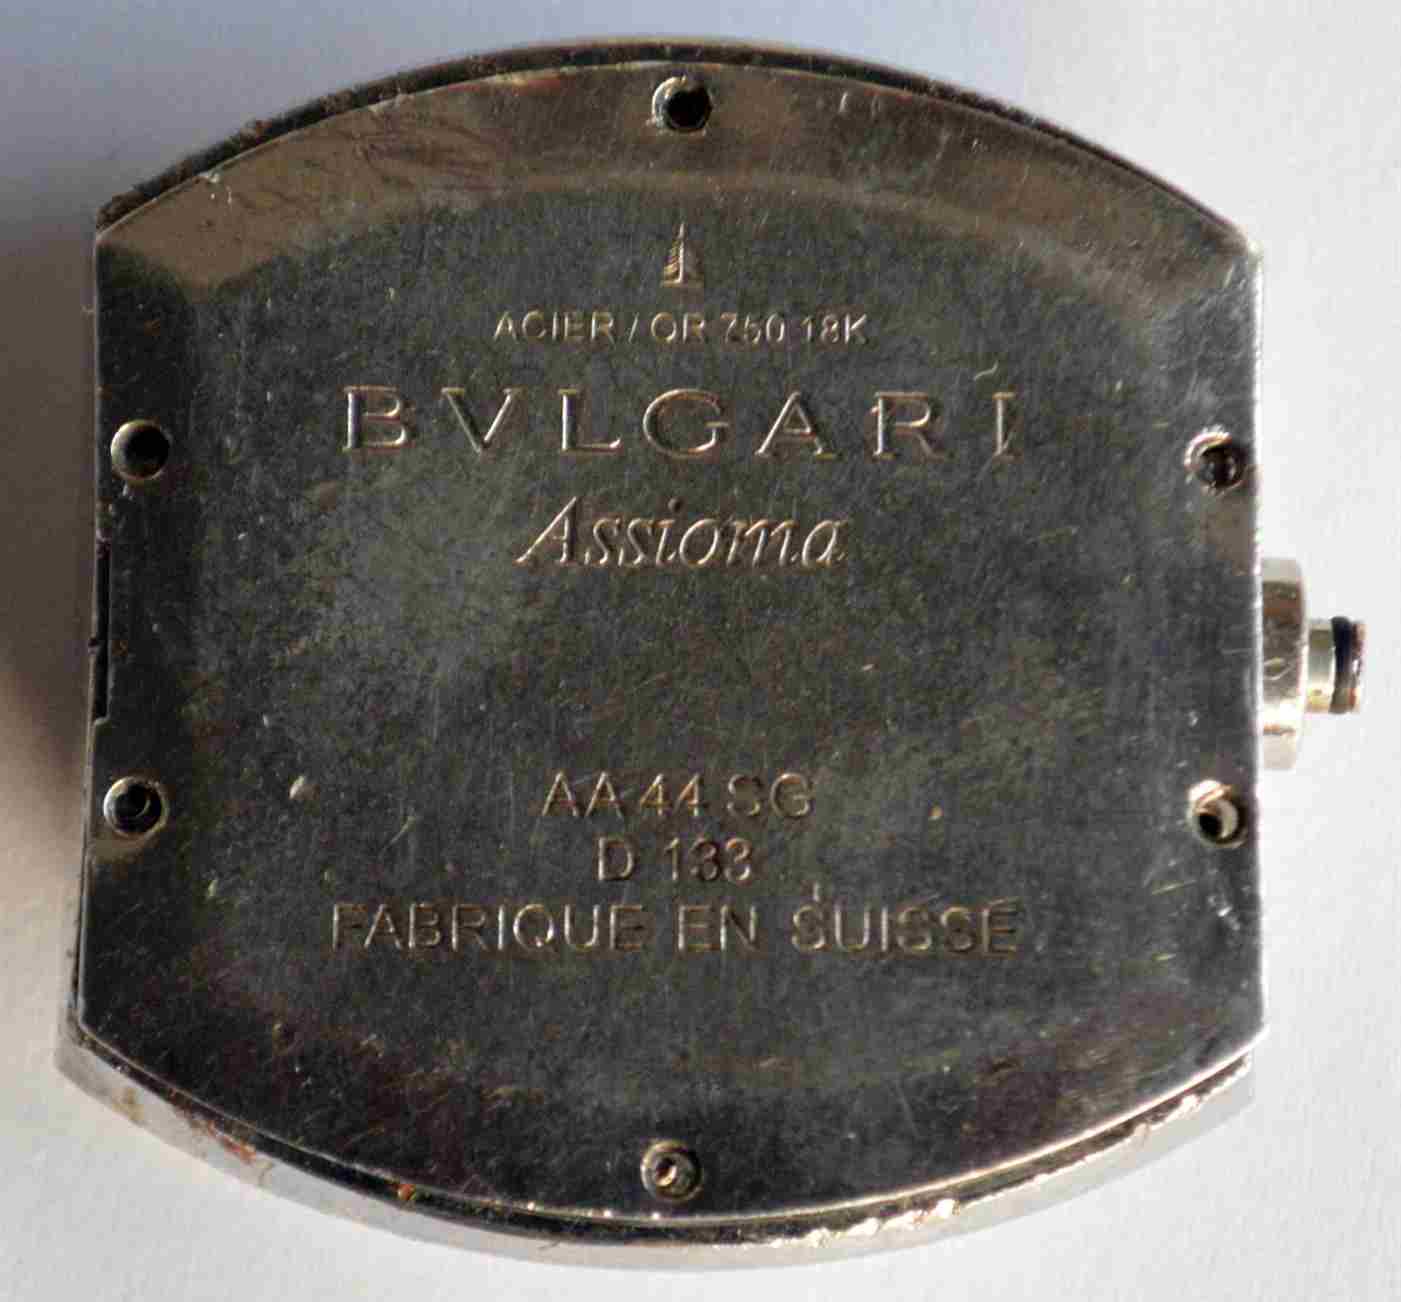 ACIER / OR 750 18K
BVLGARI
Assioma
AA 44 SG
D 133
FABRIQUE EN SUISSE